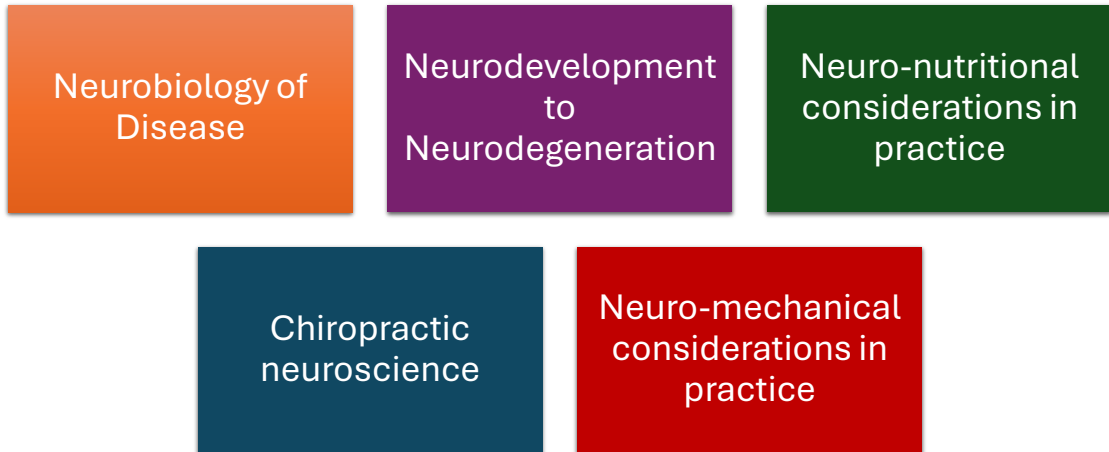 Neurobiology of
Disease
Neurodevelopment
to
Neurodegeneration
Neuro-nutritional
considerations in
practice
Chiropractic
neuroscience
Neuro-mechanical
considerations in
practice